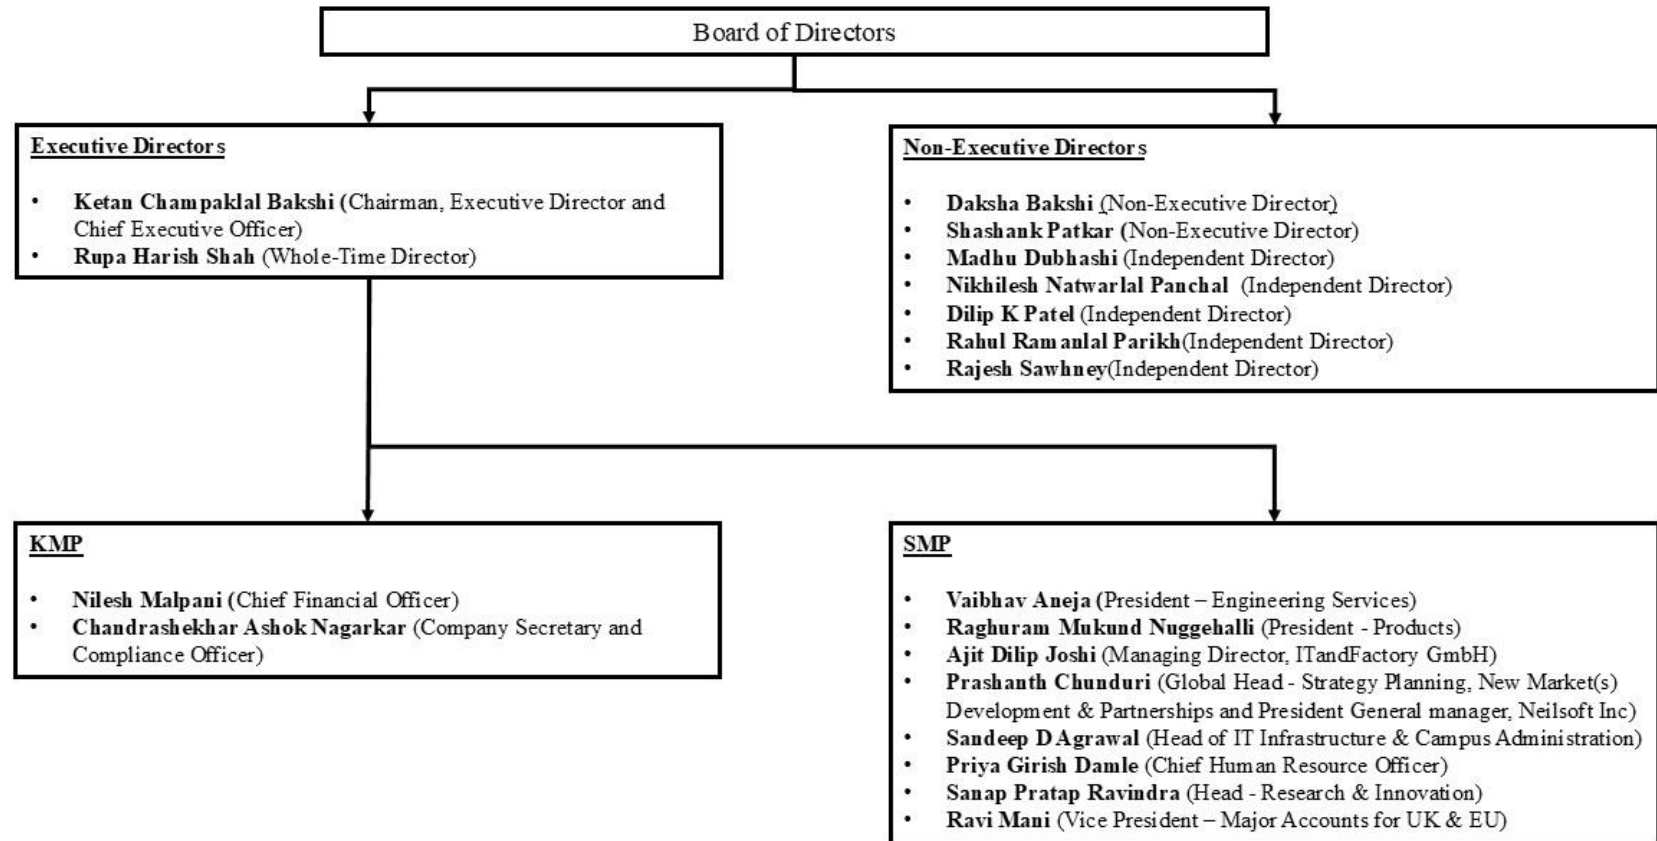 Board of Directors
Executive Directors
• Ketan Champaklal Bakshi (Chairman, Executive Director and
Chief Executive Officer)
• Rupa Harish Shah (Whole-Time Director)
Non-Executive Directors
• Daksha Bakshi (Non-Executive Director)
• Shashank Patkar (Non-Executive Director)
• Madhu Dubhashi (Independent Director)
• Nikhilesh Natwarlal Panchal (Independent Director)
• Dilip K Patel (Independent Director)
• Rahul Ramanlal Parikh(Independent Director)
• Rajesh Sawhney(Independent Director)
KMP
• Nilesh Malpani (Chief Financial Officer)
• Chandrashekhar Ashok Nagarkar (Company Secretary and
Compliance Officer)
SMP
• Vaibhav Aneja (President – Engineering Services)
• Raghuram Mukund Nuggehalli (President - Products)
• Ajit Dilip Joshi (Managing Director, ITandFactory GmbH)
• Prashanth Chunduri (Global Head - Strategy Planning, New Market(s)
Development & Partnerships and President General manager, Neilsoft Inc)
• Sandeep D Agrawal (Head of IT Infrastructure & Campus Administration)
• Priya Girish Damle (Chief Human Resource Officer)
• Sanap Pratap Ravindra (Head - Research & Innovation)
• Ravi Mani (Vice President – Major Accounts for UK & EU)